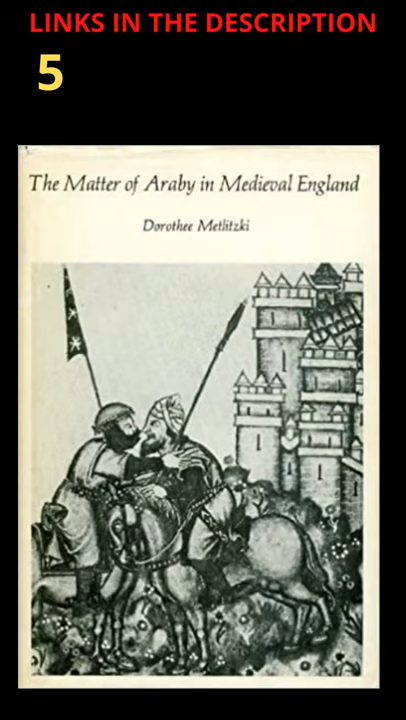 LINKS IN THE DESCRIPTION
5
The Matter of Araby in Medieval England
Dorothee Metlitzki